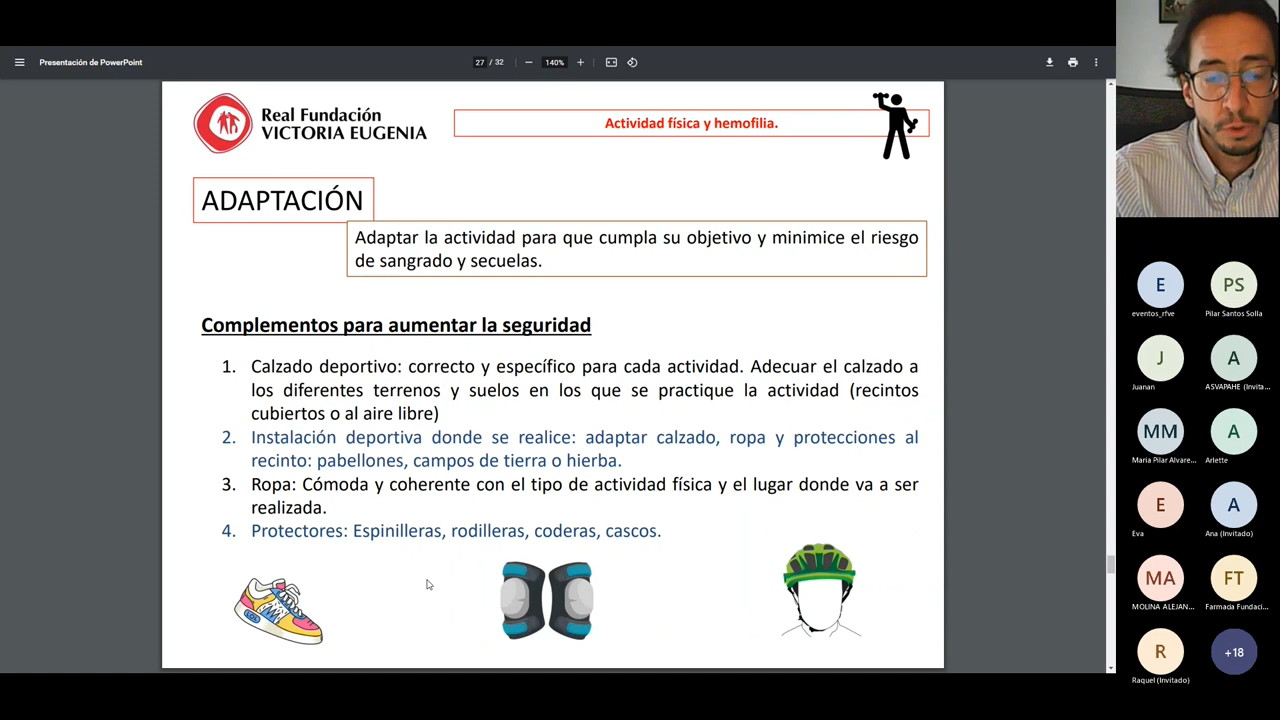 Presentación de PowerPoint
27 / 32
140%
Real Fundación
VICTORIA EUGENIA
Actividad física y hemofilia.
ADAPTACIÓN
Adaptar la actividad para que cumpla su objetivo y minimice el riesgo
de sangrado y secuelas.
Complementos para aumentar la seguridad
1. Calzado deportivo: correcto y específico para cada actividad. Adecuar el calzado a
los diferentes terrenos y suelos en los que se practique la actividad (recintos
cubiertos o al aire libre)
2. Instalación deportiva donde se realice: adaptar calzado, ropa y protecciones al
recinto: pabellones, campos de tierra o hierba.
3. Ropa: Cómoda y coherente con el tipo de actividad física y el lugar donde va a ser
realizada.
4. Protectores: Espinilleras, rodilleras, coderas, cascos.
E
PS
eventos_rfve
Pilar Santos Solla
J
A
Juanan
ASVAPAHE (Invita...
MM
A
Maria Pilar Alvare...
Arlette
E
A
Eva
Ana (Invitado)
MA
FT
MOLINA ALEJAN...
Farmada Fundaci...
R
+18
Raquel (Invitado)